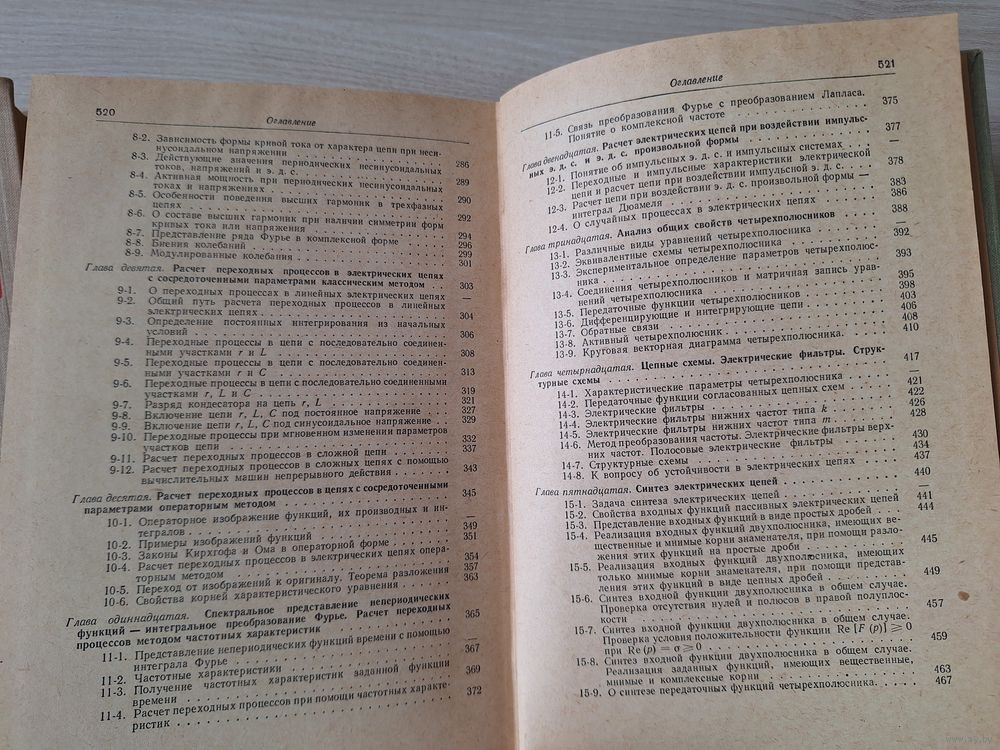 520
Оглавление
8-2. Зависимость формы кривой тока от характера цепи при неси-
нусоидальном напряжении . . . 286
8-3. Действующие значения периодических несинусоидальных
токов, напряжений и э. д. с. . . . 289
8-4. Активная мощность при периодических несинусоидальных
токах и напряжениях . . . 290
8-5. Особенности поведения высших гармоник в трехфазных
цепях . . . 292
8-6. О составе высших гармоник при наличии симметрии форм
кривых тока или напряжения . . . 294
8-7. Представление ряда Фурье в комплексной форме . . . 296
8-8. Биения колебаний . . . 299
8-9. Модулированные колебания . . . 301
Глава девятая. Расчет переходных процессов в электрических цепях
с сосредоточенными параметрами классическим методом . . . 303
9-1. О переходных процессах в линейных электрических цепях —
9-2. Общий путь расчета переходных процессов в линейных
электрических цепях . . . 304
9-3. Определение постоянных интегрирования из начальных
условий . . . 306
9-4. Переходные процессы в цепи с последовательно соединен-
ными участками r и L . . . 308
9-5. Переходные процессы в цепи с последовательно соединен-
ными участками r и C . . . 313
9-6. Переходные процессы в цепи с последовательно соединенными
участками r, L и C . . . 319
9-7. Разряд конденсатора на цепь r, L . . . 321
9-8. Включение цепи r, L, C под постоянное напряжение . . . 327
9-9. Включение цепи r, L, C под синусоидальное напряжение . . 329
9-10. Переходные процессы при мгновенном изменении параметров
участков цепи . . . 332
9-11. Расчет переходных процессов в сложной цепи . . . 337
9-12. Расчет переходных процессов в сложных цепях с помощью
вычислительных машин непрерывного действия . . . 343
Глава десятая. Расчет переходных процессов в цепях с сосредоточенными
параметрами операторным методом . . . 345
10-1. Операторное изображение функций, их производных и ин-
тегралов . . . —
10-2. Примеры изображений функций . . . 349
10-3. Законы Кирхгофа и Ома в операторной форме . . . 351
10-4. Расчет переходных процессов в электрических цепях опера-
торным методом . . . 354
10-5. Переход от изображений к оригиналу. Теорема разложения 357
10-6. Свойства корней характеристического уравнения . . . 363
Глава одиннадцатая. Спектральное представление непериодических
функций — интегральное преобразование Фурье. Расчет переходных
процессов методом частотных характеристик . . . 365
11-1. Представление непериодических функций времени с помощью
интеграла Фурье . . . —
11-2. Частотные характеристики . . . 367
11-3. Получение частотных характеристик заданной функции
времени . . . 369
11-4. Расчет переходных процессов при помощи частотных характе-
ристик . . . 372
Оглавление
521
11-5. Связь преобразования Фурье с преобразованием Лапласа.
Понятие о комплексной частоте . . . 375
Глава двенадцатая. Расчет электрических цепей при воздействии импульс-
ных э. д. с. и э. д. с. произвольной формы . . . 377
12-1. Понятие об импульсных э. д. с. и импульсных системах . . . —
12-2. Переходные и импульсные характеристики электрической
цепи и расчет цепи при воздействии импульсной э. д. с. . . . 378
12-3. Расчет цепи при воздействии э. д. с. произвольной формы —
интеграл Дюамеля . . . 383
12-4. О случайных процессах в электрических цепях . . . 386
Глава тринадцатая. Анализ общих свойств четырехполюсников . . . 388
13-1. Различные виды уравнений четырехполюсника . . . —
13-2. Эквивалентные схемы четырехполюсника . . . 392
13-3. Экспериментальное определение параметров четырехполюс-
ника . . . 393
13-4. Соединения четырехполюсников и матричная запись урав-
нений четырехполюсника . . . 395
13-5. Передаточные функции четырехполюсников . . . 398
13-6. Дифференцирующие и интегрирующие цепи . . . 403
13-7. Обратные связи . . . 406
13-8. Активный четырехполюсник . . . 408
13-9. Круговая векторная диаграмма четырехполюсника. . . . 410
Глава четырнадцатая. Цепные схемы. Электрические фильтры. Струк-
турные схемы . . . 417
14-1. Характеристические параметры четырехполюсника . . . —
14-2. Передаточные функции согласованных цепных схем . . . 421
14-3. Электрические фильтры . . . 422
14-4. Электрические фильтры нижних частот типа k . . . 426
14-5. Электрические фильтры нижних частот типа m . . . 428
14-6. Метод преобразования частоты. Электрические фильтры верх-
них частот. Полосовые электрические фильтры . . . 430
14-7. Структурные схемы . . . 434
14-8. К вопросу об устойчивости в электрических цепях . . . 437
Глава пятнадцатая. Синтез электрических цепей . . . 440
15-1. Задача синтеза электрических цепей . . . —
15-2. Свойства входных функций пассивных электрических цепей 441
15-3. Представление входных функций в виде простых дробей . . . 444
15-4. Реализация входных функций двухполюсника, имеющих ве-
щественные и мнимые корни знаменателя, при помощи разло-
жения этих функций на простые дроби . . . 445
15-5. Реализация входных функций двухполюсника, имеющих
только мнимые корни знаменателя, при помощи представ-
ления этих функций в виде цепных дробей . . . 449
15-6. Синтез входной функции двухполюсника в общем случае.
Проверка отсутствия нулей и полюсов в правой полуплос-
кости . . . 457
15-7. Синтез входной функции двухполюсника в общем случае.
Проверка условия положительности функции Re [F (p)] ⩾ 0
при Re (p) = σ ⩾ 0 . . . 459
15-8. Синтез входной функции двухполюсника в общем случае.
Реализация заданных функций, имеющих вещественные,
мнимые и комплексные корни . . . 463
15-9. О синтезе передаточных функций четырехполюсника. . . . 467